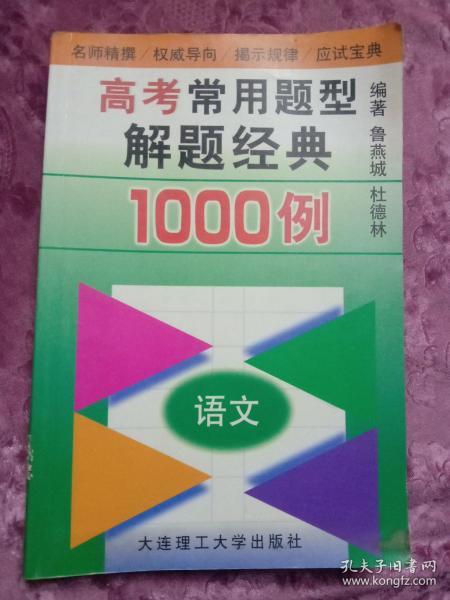 名师精撰/权威导向/揭示规律/应试宝典
高考常用题型
解题经典
1000例
编著 鲁燕城 杜德林
语文
大连理工大学出版社
孔夫子旧书网
www.kongfz.com